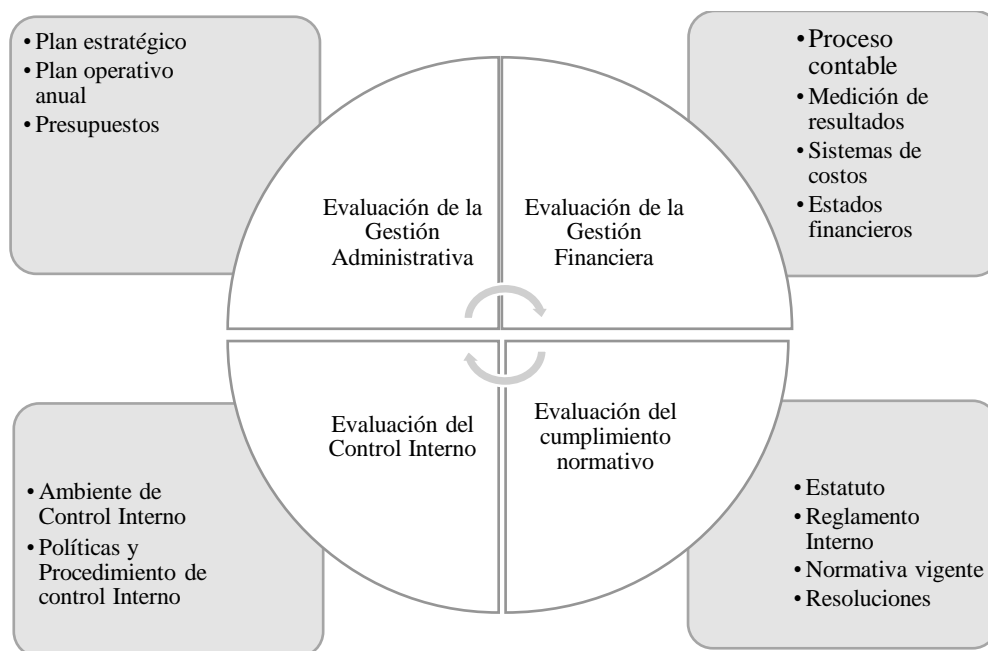 • Plan estratégico
• Plan operativo
anual
• Presupuestos
• Proceso
contable
• Medición de
resultados
• Sistemas de
costos
• Estados
financieros
Evaluación de la
Gestión
Administrativa
Evaluación de la
Gestión
Financiera
Evaluación del
Control Interno
Evaluación del
cumplimiento
normativo
• Ambiente de
Control Interno
• Políticas y
Procedimiento de
control Interno
• Estatuto
• Reglamento
Interno
• Normativa vigente
• Resoluciones